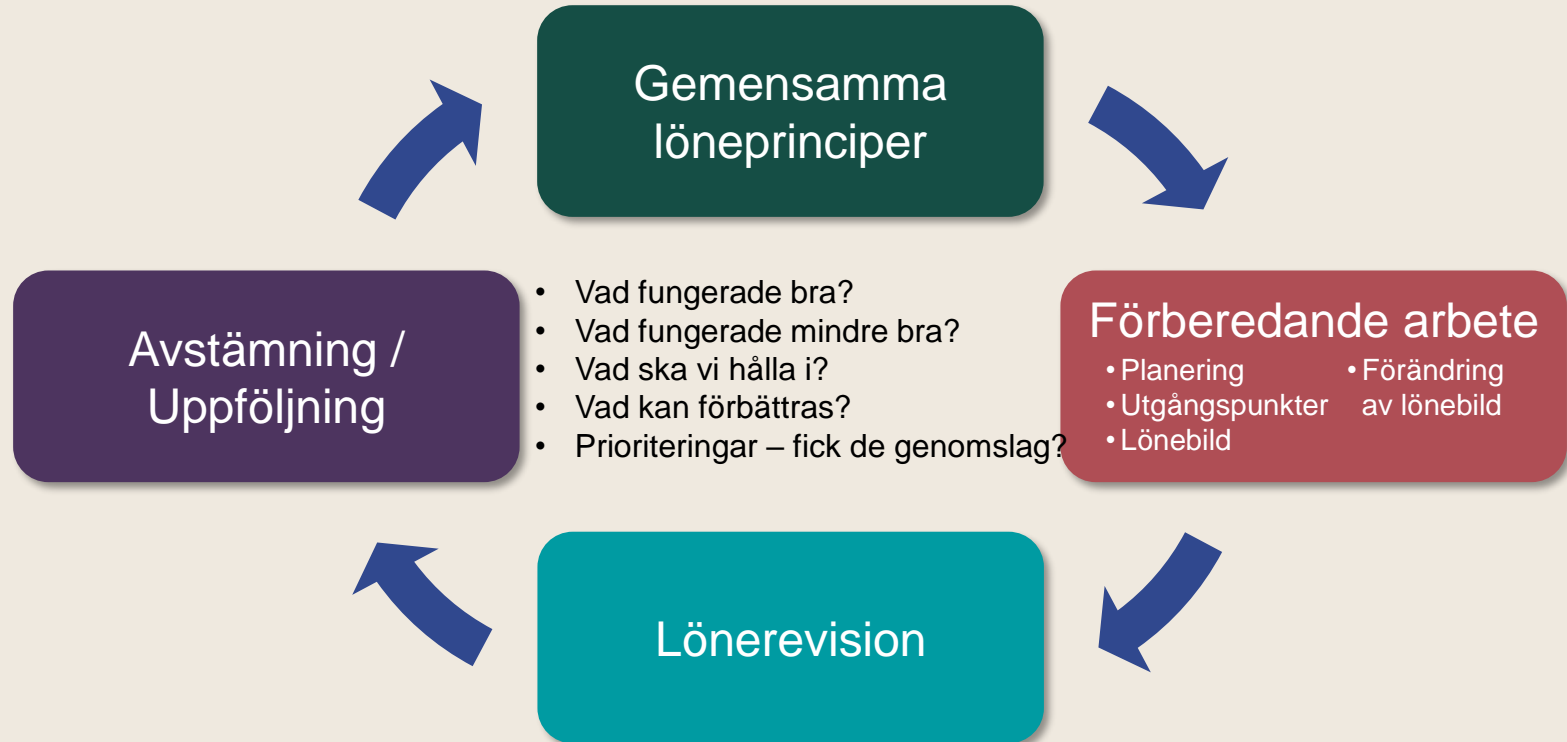 Gemensamma
löneprinciper
Avstämning /
Uppföljning
• Vad fungerade bra?
• Vad fungerade mindre bra?
• Vad ska vi hålla i?
• Vad kan förbättras?
• Prioriteringar – fick de genomslag?
Förberedande arbete
• Planering
• Utgångspunkter
• Lönebild
• Förändring
av lönebild
Lönerevision